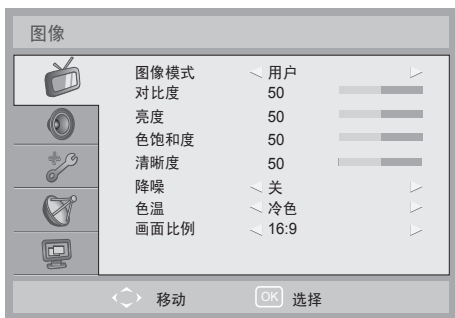 图像
图像模式 用户
对比度 50
亮度 50
色饱和度 50
清晰度 50
降噪 关
色温 冷色
画面比例 16:9
移动 OK 选择